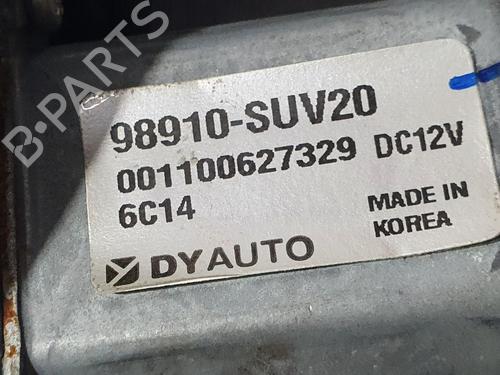 B-PARTS
98910-SUV20
001100627329 DC12V
6C14
MADE IN
KOREA
DYAUTO